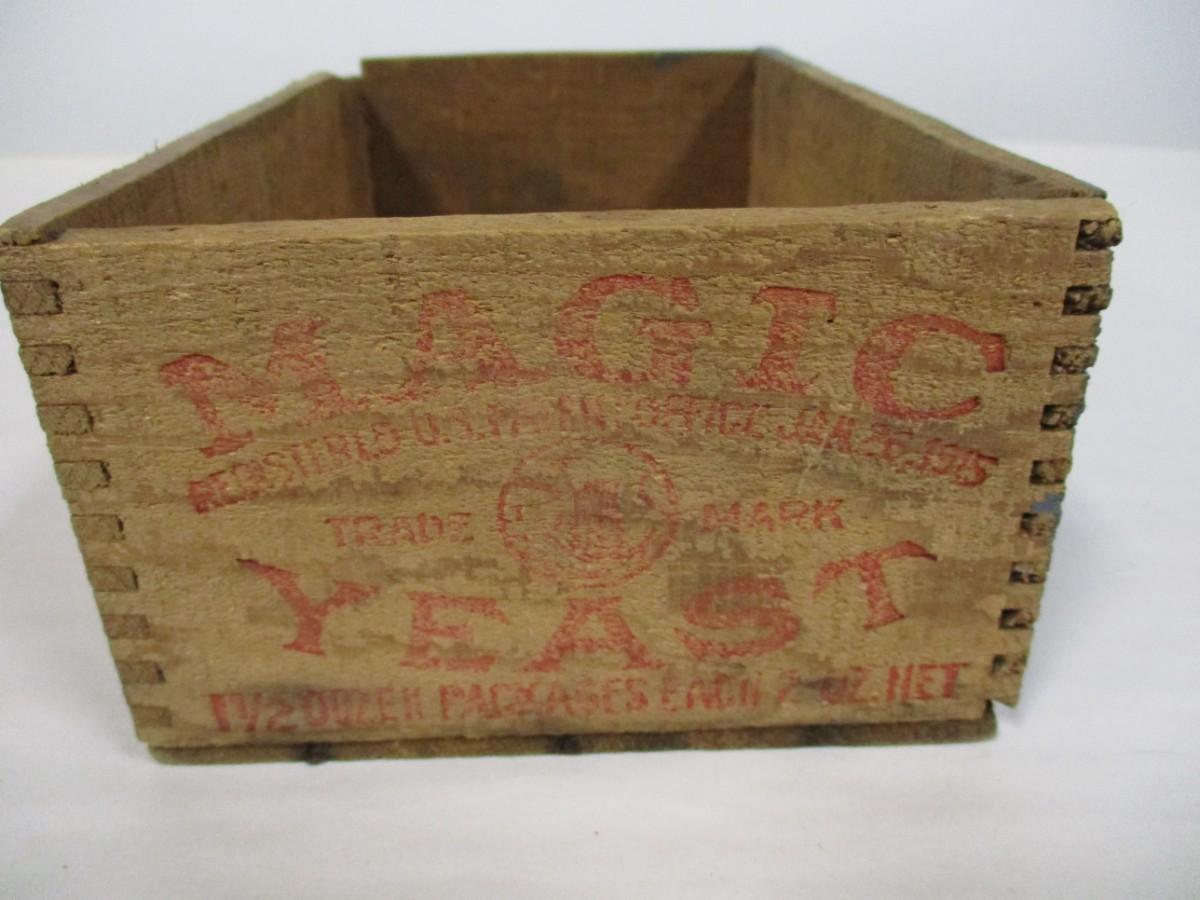 MAGIC
REGISTERED U.S. PATENT OFFICE JAN. 26, 1915
TRADE MARK
YEAST
1 1/2 DOZEN PACKAGES EACH 2 OZ. NET